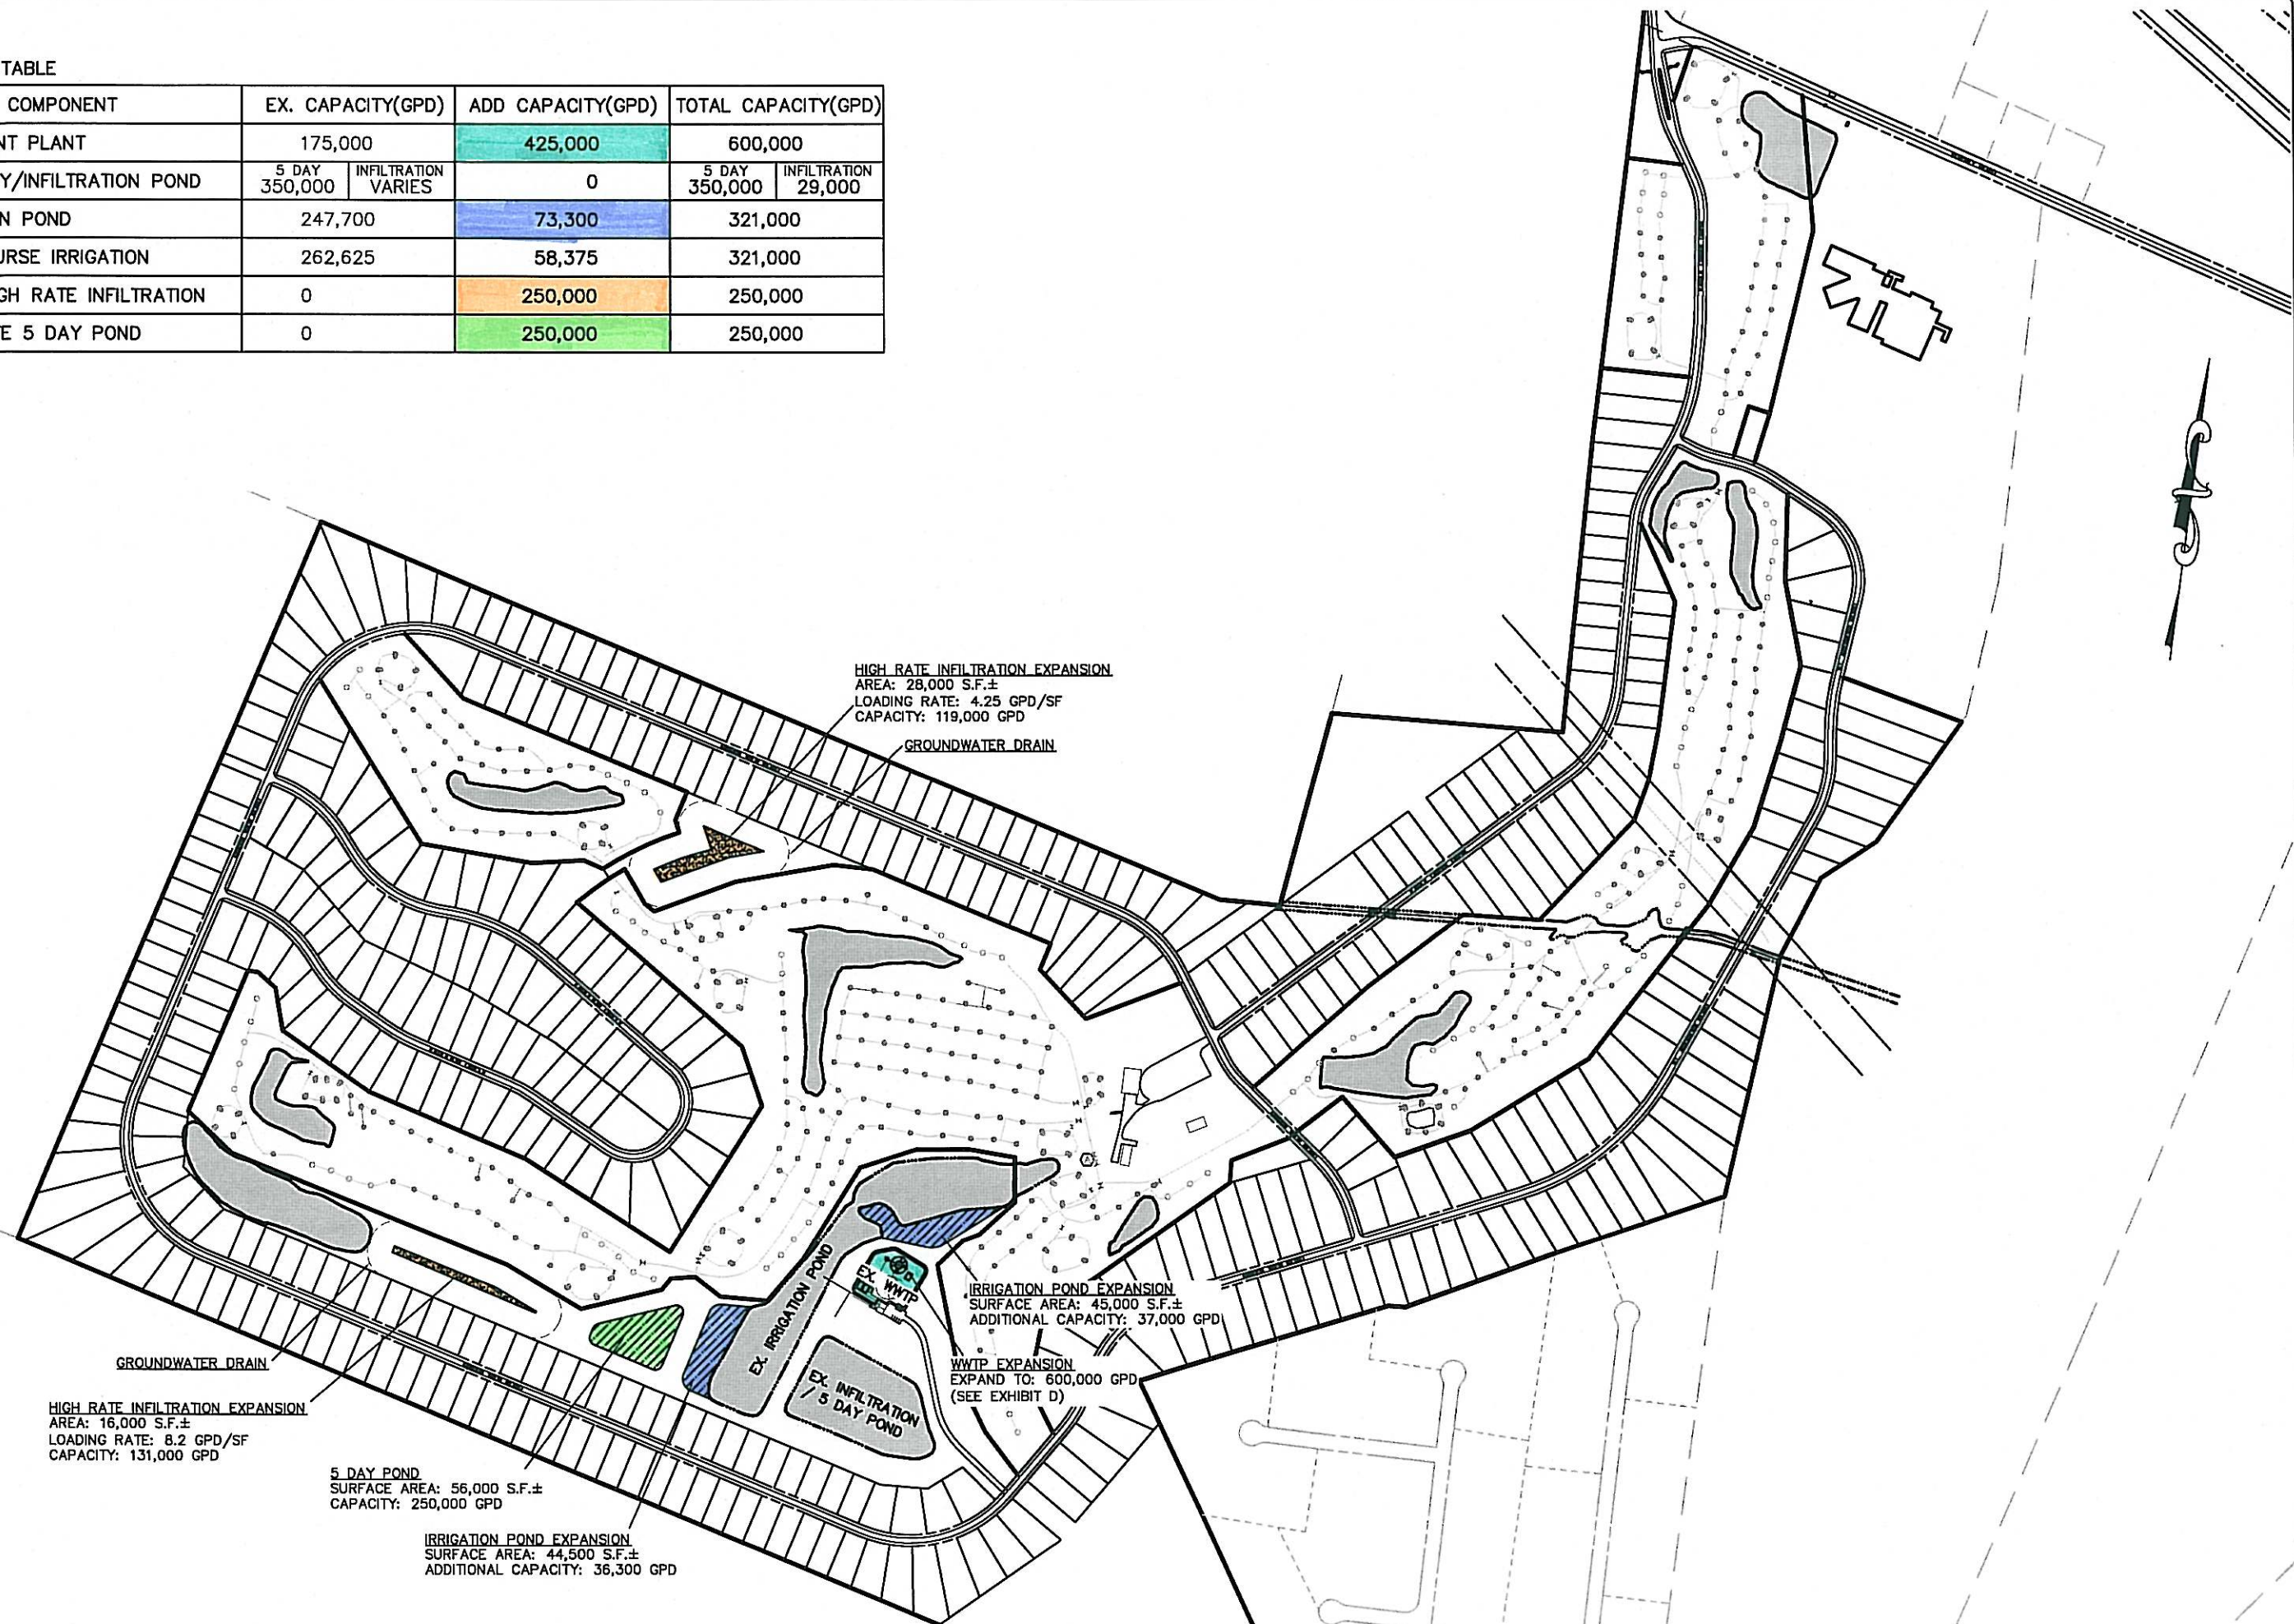 TABLE
COMPONENT EX. CAPACITY(GPD) ADD CAPACITY(GPD) TOTAL CAPACITY(GPD)
NT PLANT 175,000 425,000 600,000
Y/INFILTRATION POND 5 DAY 350,000 INFILTRATION VARIES 0 5 DAY 350,000 INFILTRATION 29,000
N POND 247,700 73,300 321,000
URSE IRRIGATION 262,625 58,375 321,000
GH RATE INFILTRATION 0 250,000 250,000
E 5 DAY POND 0 250,000 250,000
HIGH RATE INFILTRATION EXPANSION
AREA: 28,000 S.F.±
LOADING RATE: 4.25 GPD/SF
CAPACITY: 119,000 GPD
GROUNDWATER DRAIN
EX. IRRIGATION POND
EX. WWTP
IRRIGATION POND EXPANSION
SURFACE AREA: 45,000 S.F.±
ADDITIONAL CAPACITY: 37,000 GPD
WWTP EXPANSION
EXPAND TO: 600,000 GPD
(SEE EXHIBIT D)
EX. INFILTRATION
/ 5 DAY POND
GROUNDWATER DRAIN
HIGH RATE INFILTRATION EXPANSION
AREA: 16,000 S.F.±
LOADING RATE: 8.2 GPD/SF
CAPACITY: 131,000 GPD
5 DAY POND
SURFACE AREA: 56,000 S.F.±
CAPACITY: 250,000 GPD
IRRIGATION POND EXPANSION
SURFACE AREA: 44,500 S.F.±
ADDITIONAL CAPACITY: 36,300 GPD